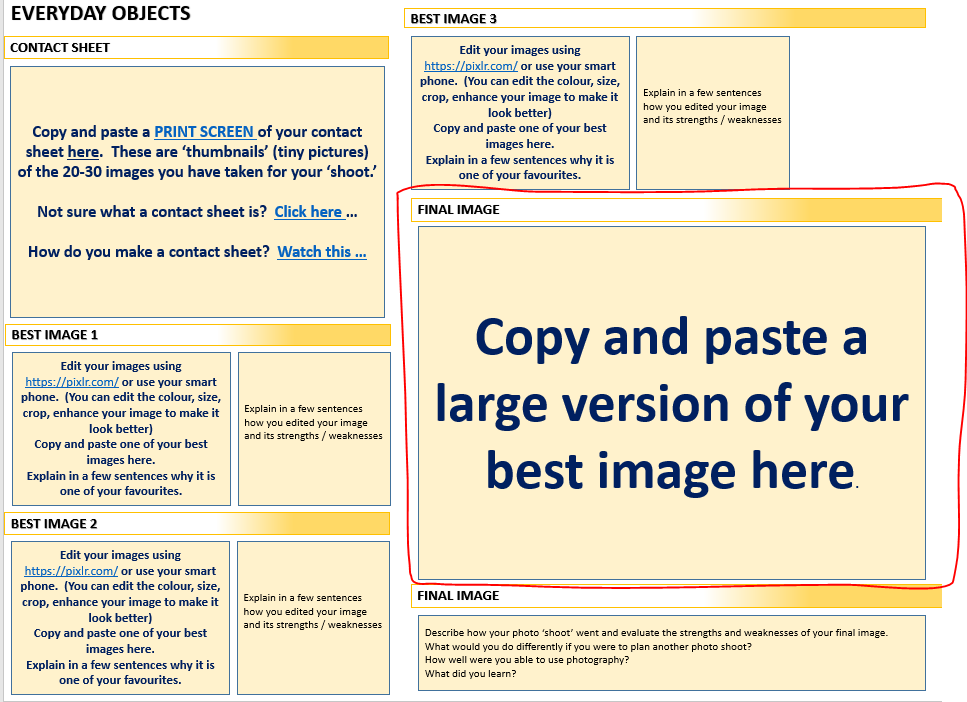 EVERYDAY OBJECTS
CONTACT SHEET
Copy and paste a PRINT SCREEN of your contact
sheet here.  These are ‘thumbnails’ (tiny pictures)
of the 20-30 images you have taken for your ‘shoot.’
Not sure what a contact sheet is?  Click here ...
How do you make a contact sheet?  Watch this ...
BEST IMAGE 1
Edit your images using
https://pixlr.com/ or use your smart
phone.  (You can edit the colour, size,
crop, enhance your image to make it
look better)
Copy and paste one of your best
images here.
Explain in a few sentences why it is
one of your favourites.
Explain in a few sentences
how you edited your image
and its strengths / weaknesses
BEST IMAGE 2
Edit your images using
https://pixlr.com/ or use your smart
phone.  (You can edit the colour, size,
crop, enhance your image to make it
look better)
Copy and paste one of your best
images here.
Explain in a few sentences why it is
one of your favourites.
Explain in a few sentences
how you edited your image
and its strengths / weaknesses
BEST IMAGE 3
Edit your images using
https://pixlr.com/ or use your smart
phone.  (You can edit the colour, size,
crop, enhance your image to make it
look better)
Copy and paste one of your best
images here.
Explain in a few sentences why it is
one of your favourites.
Explain in a few sentences
how you edited your image
and its strengths / weaknesses
FINAL IMAGE
Copy and paste a
large version of your
best image here.
FINAL IMAGE
Describe how your photo ‘shoot’ went and evaluate the strengths and weaknesses of your final image.
What would you do differently if you were to plan another photo shoot?
How well were you able to use photography?
What did you learn?